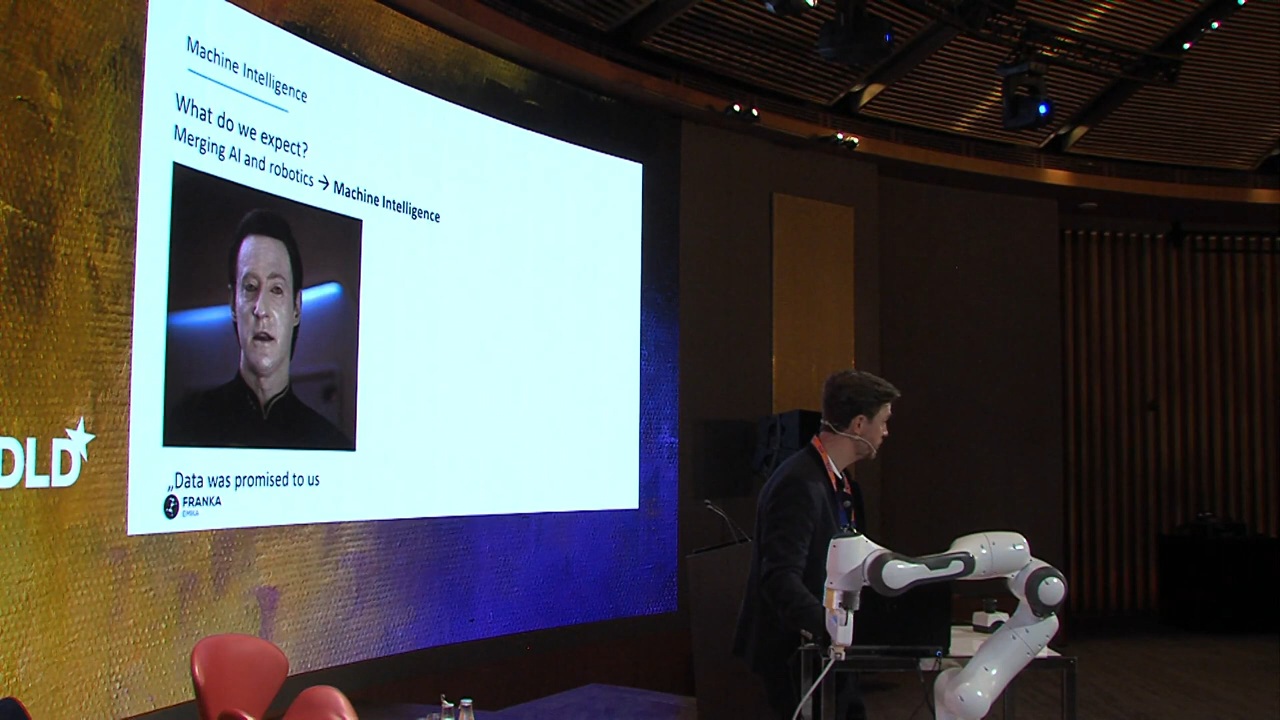 Machine Intelligence
What do we expect?
Merging AI and robotics → Machine Intelligence
„Data was promised to us
FRANKA
DLD